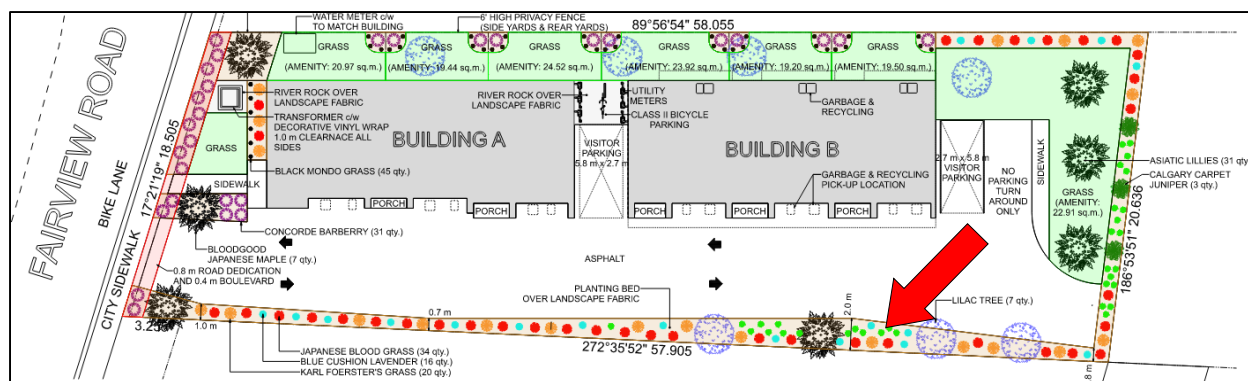 WATER METER c/w
TO MATCH BUILDING
6' HIGH PRIVACY FENCE
(SIDE YARDS & REAR YARDS)
89°56'54" 58.055
GRASS
(AMENITY: 20.97 sq.m.)
GRASS
(AMENITY: 19.44 sq.m.)
GRASS
(AMENITY: 24.52 sq.m.)
GRASS
(AMENITY: 23.92 sq.m.)
GRASS
(AMENITY: 19.20 sq.m.)
GRASS
(AMENITY: 19.50 sq.m.)
FAIRVIEW ROAD
BIKE LANE
CITY SIDEWALK
17°21'19" 18.505
RIVER ROCK OVER
LANDSCAPE FABRIC
TRANSFORMER c/w
DECORATIVE VINYL WRAP
1.0 m CLEARNACE ALL
SIDES
GRASS
BLACK MONDO GRASS (45 qty.)
SIDEWALK
BUILDING A
RIVER ROCK OVER
LANDSCAPE FABRIC
UTILITY
METERS
CLASS II BICYCLE
PARKING
VISITOR
PARKING
5.8 m x 2.7 m
GARBAGE &
RECYCLING
BUILDING B
GARBAGE & RECYCLING
PICK-UP LOCATION
2.7 m x 5.8 m
VISITOR
PARKING
NO
PARKING
TURN
AROUND
ONLY
SIDEWALK
GRASS
(AMENITY:
22.91 sq.m.)
ASIATIC LILLIES (31 qty
CALGARY CARPET
JUNIPER (3 qty.)
186°53'51" 20.636
PORCH
PORCH
PORCH
PORCH
PORCH
PORCH
CONCORDE BARBERRY (31 qty.)
BLOODGOOD
JAPANESE MAPLE (7 qty.)
0.8 m ROAD DEDICATION
AND 0.4 m BOULEVARD
ASPHALT
PLANTING BED
OVER LANDSCAPE FABRIC
LILAC TREE (7 qty.)
1.0 m
0.7 m
2.0 m
272°35'52" 57.905
JAPANESE BLOOD GRASS (34 qty.)
BLUE CUSHION LAVENDER (16 qty.)
KARL FOERSTER'S GRASS (20 qty.)